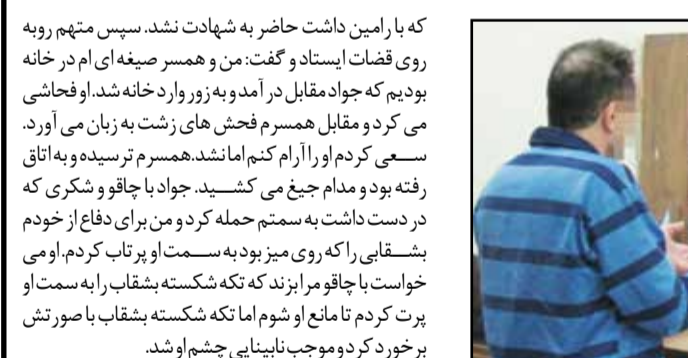 که با رامین داشت حاضر به شهادت نشد. سپس متهم روبه
روی قضات ایستاد و گفت: من و همسر صیغه ای ام در خانه
بودیم که جواد مقابل در آمد و به زور وارد خانه شد. او فحاشی
می کرد و مقابل همسرم فحش های زشت به زبان می آورد.
سعی کردم او را آرام کنم اما نشد. همسرم ترسیده و به اتاق
رفته بود و مدام جیغ می کشید. جواد با چاقو و شکری که
در دست داشت به سمتم حمله کرد و من برای دفاع از خودم
بشقابی را که روی میز بود به سمت او پرتاب کردم. او می
خواست با چاقو مرا بزند که تکه شکسته بشقاب را به سمت او
پرت کردم تا مانع او شوم اما تکه شکسته بشقاب با صورتش
برخورد کرد و موجب نابینایی چشم او شد.